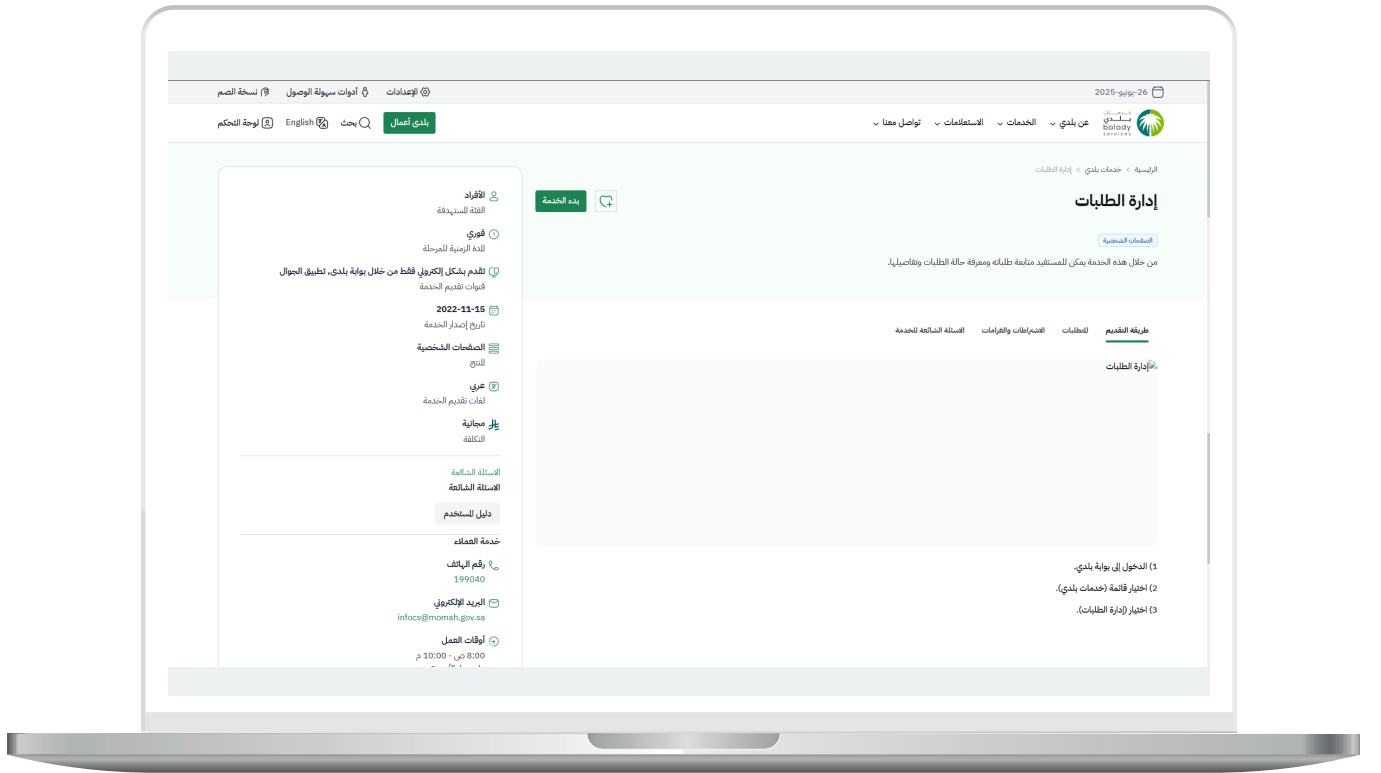 26-يونيو-2025
الإعدادات
أدوات سهولة الوصول
نسخة الصم
خدمات
بلدي
balady
services
عن بلدي
الخدمات
الاستعلامات
تواصل معنا
بلدي أعمال
بحث
English
لوحة التحكم
الرئيسية > خدمات بلدي > إدارة الطلبات
إدارة الطلبات
بدء الخدمة
الصفحات الشخصية
من خلال هذه الخدمة يمكن للمستفيد متابعة طلباته ومعرفة حالة الطلبات وتفاصيلها.
طريقة التقديم
المتطلبات
الاشتراطات والغرامات
الاسئلة الشائعة للخدمة
إدارة الطلبات
1) الدخول إلى بوابة بلدي.
2) اختيار قائمة (خدمات بلدي).
3) اختيار (إدارة الطلبات).
الأفراد
الفئة المستهدفة
فوري
المدة الزمنية للمرحلة
تقدم بشكل إلكتروني فقط من خلال بوابة بلدي, تطبيق الجوال
قنوات تقديم الخدمة
2022-11-15
تاريخ إصدار الخدمة
الصفحات الشخصية
المنتج
عربي
لغات تقديم الخدمة
مجانية
التكلفة
الاسئلة الشائعة
الاسئلة الشائعة
دليل المستخدم
خدمة العملاء
رقم الهاتف
199040
البريد الإلكتروني
infocs@momah.gov.sa
أوقات العمل
8:00 ص - 10:00 م